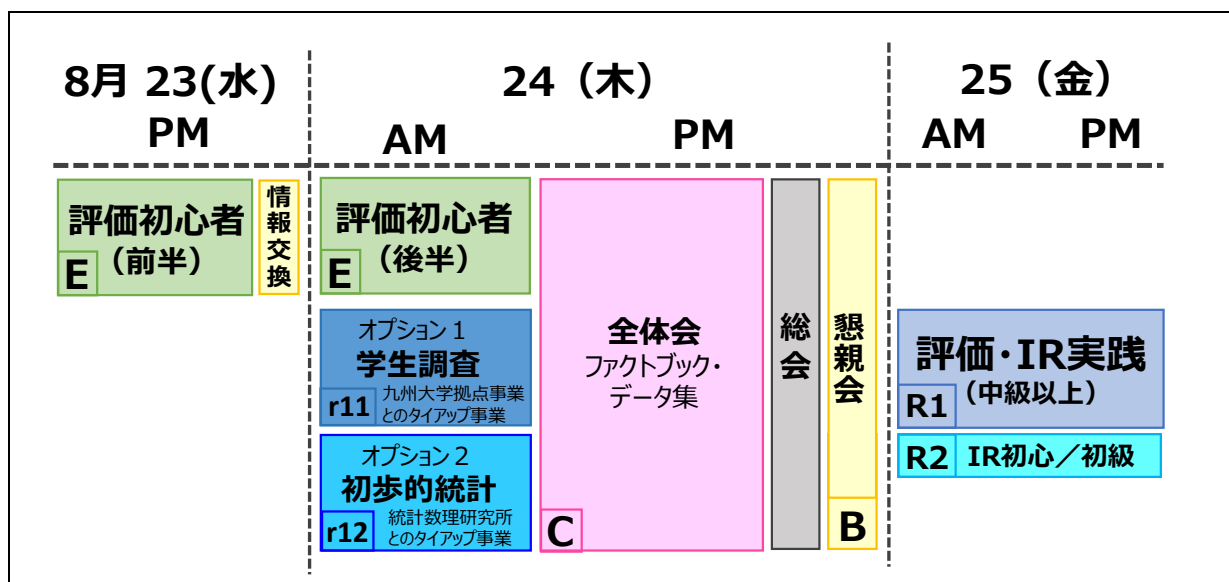 8月 23(水)
PM
24（木）
AM
PM
25（金）
AM
PM
評価初心者
（前半）
E
情報交換
評価初心者
（後半）
E
オプション１
学生調査
九州大学拠点事業
とのタイアップ事業
r11
オプション２
初歩的統計
統計数理研究所
とのタイアップ事業
r12
全体会
ファクトブック・
データ集
C
総会
懇親会
B
評価・IR実践
（中級以上）
R1
R2
IR初心／初級